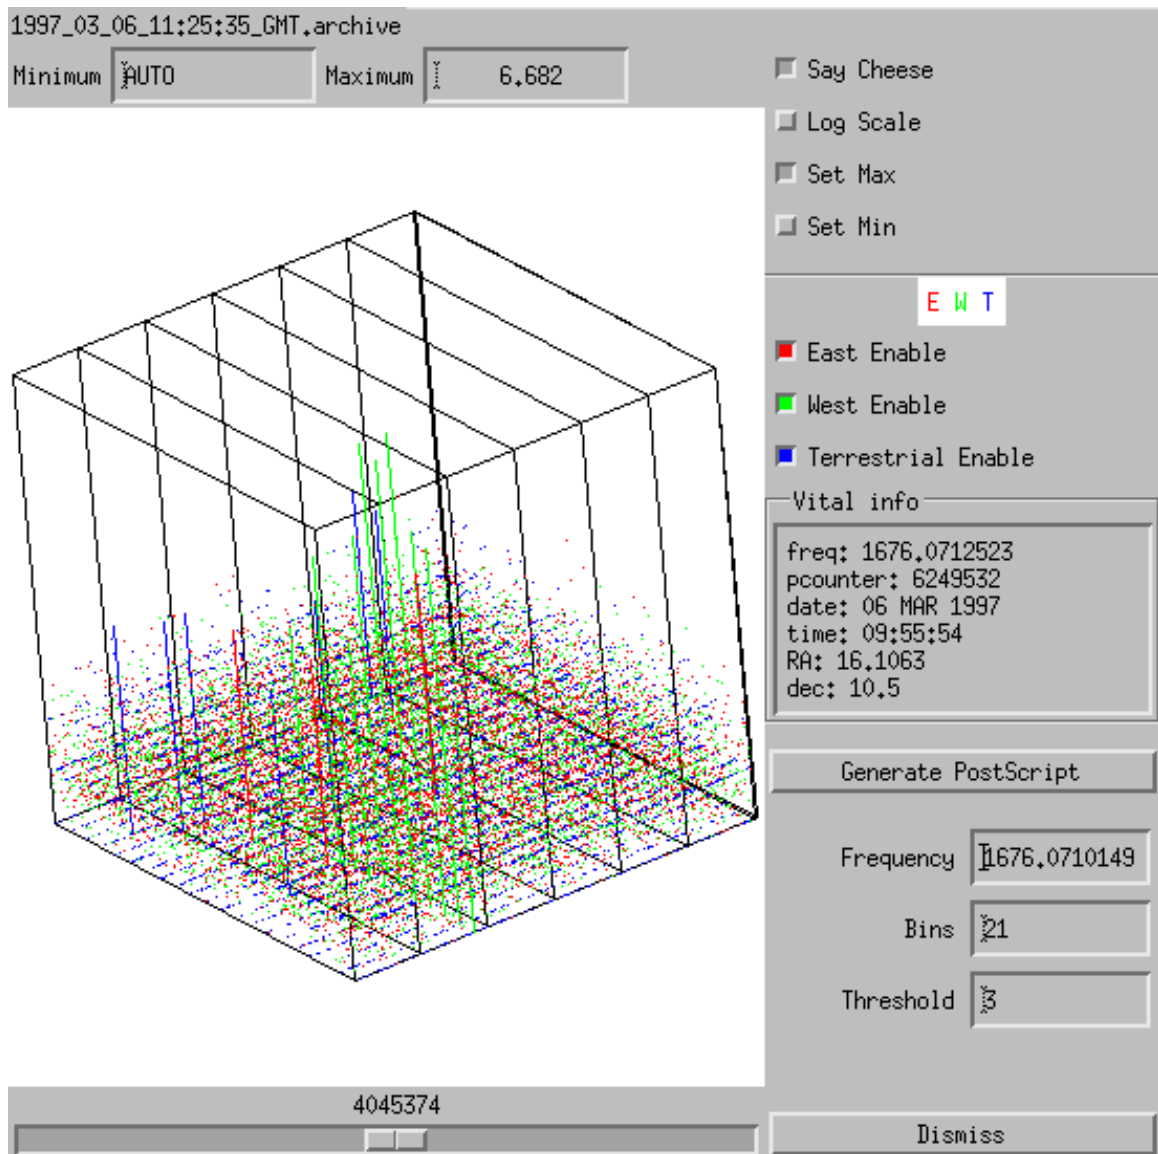 1997_03_06_11:25:35_GMT.archive
Minimum AUTO Maximum 6.682
Say Cheese
Log Scale
Set Max
Set Min
E W T
East Enable
West Enable
Terrestrial Enable
Vital info
freq: 1676.0712523
pcounter: 6249532
date: 06 MAR 1997
time: 09:55:54
RA: 16.1063
dec: 10.5
Generate PostScript
Frequency 1676.0710149
Bins 21
Threshold 3
4045374
Dismiss